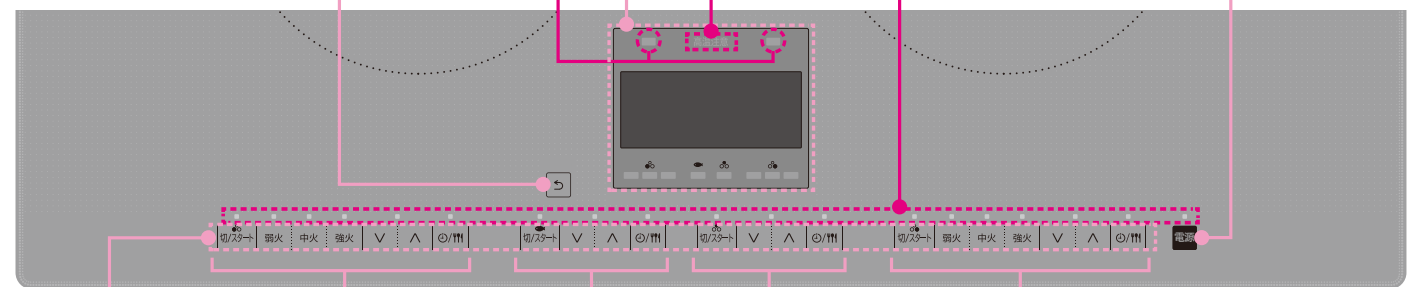 切/スタート 弱火 中火 強火 ∨ ∧ 切/スタート ∨ ∧ 切/スタート ∨ ∧ 切/スタート 弱火 中火 強火 ∨ ∧ 電源